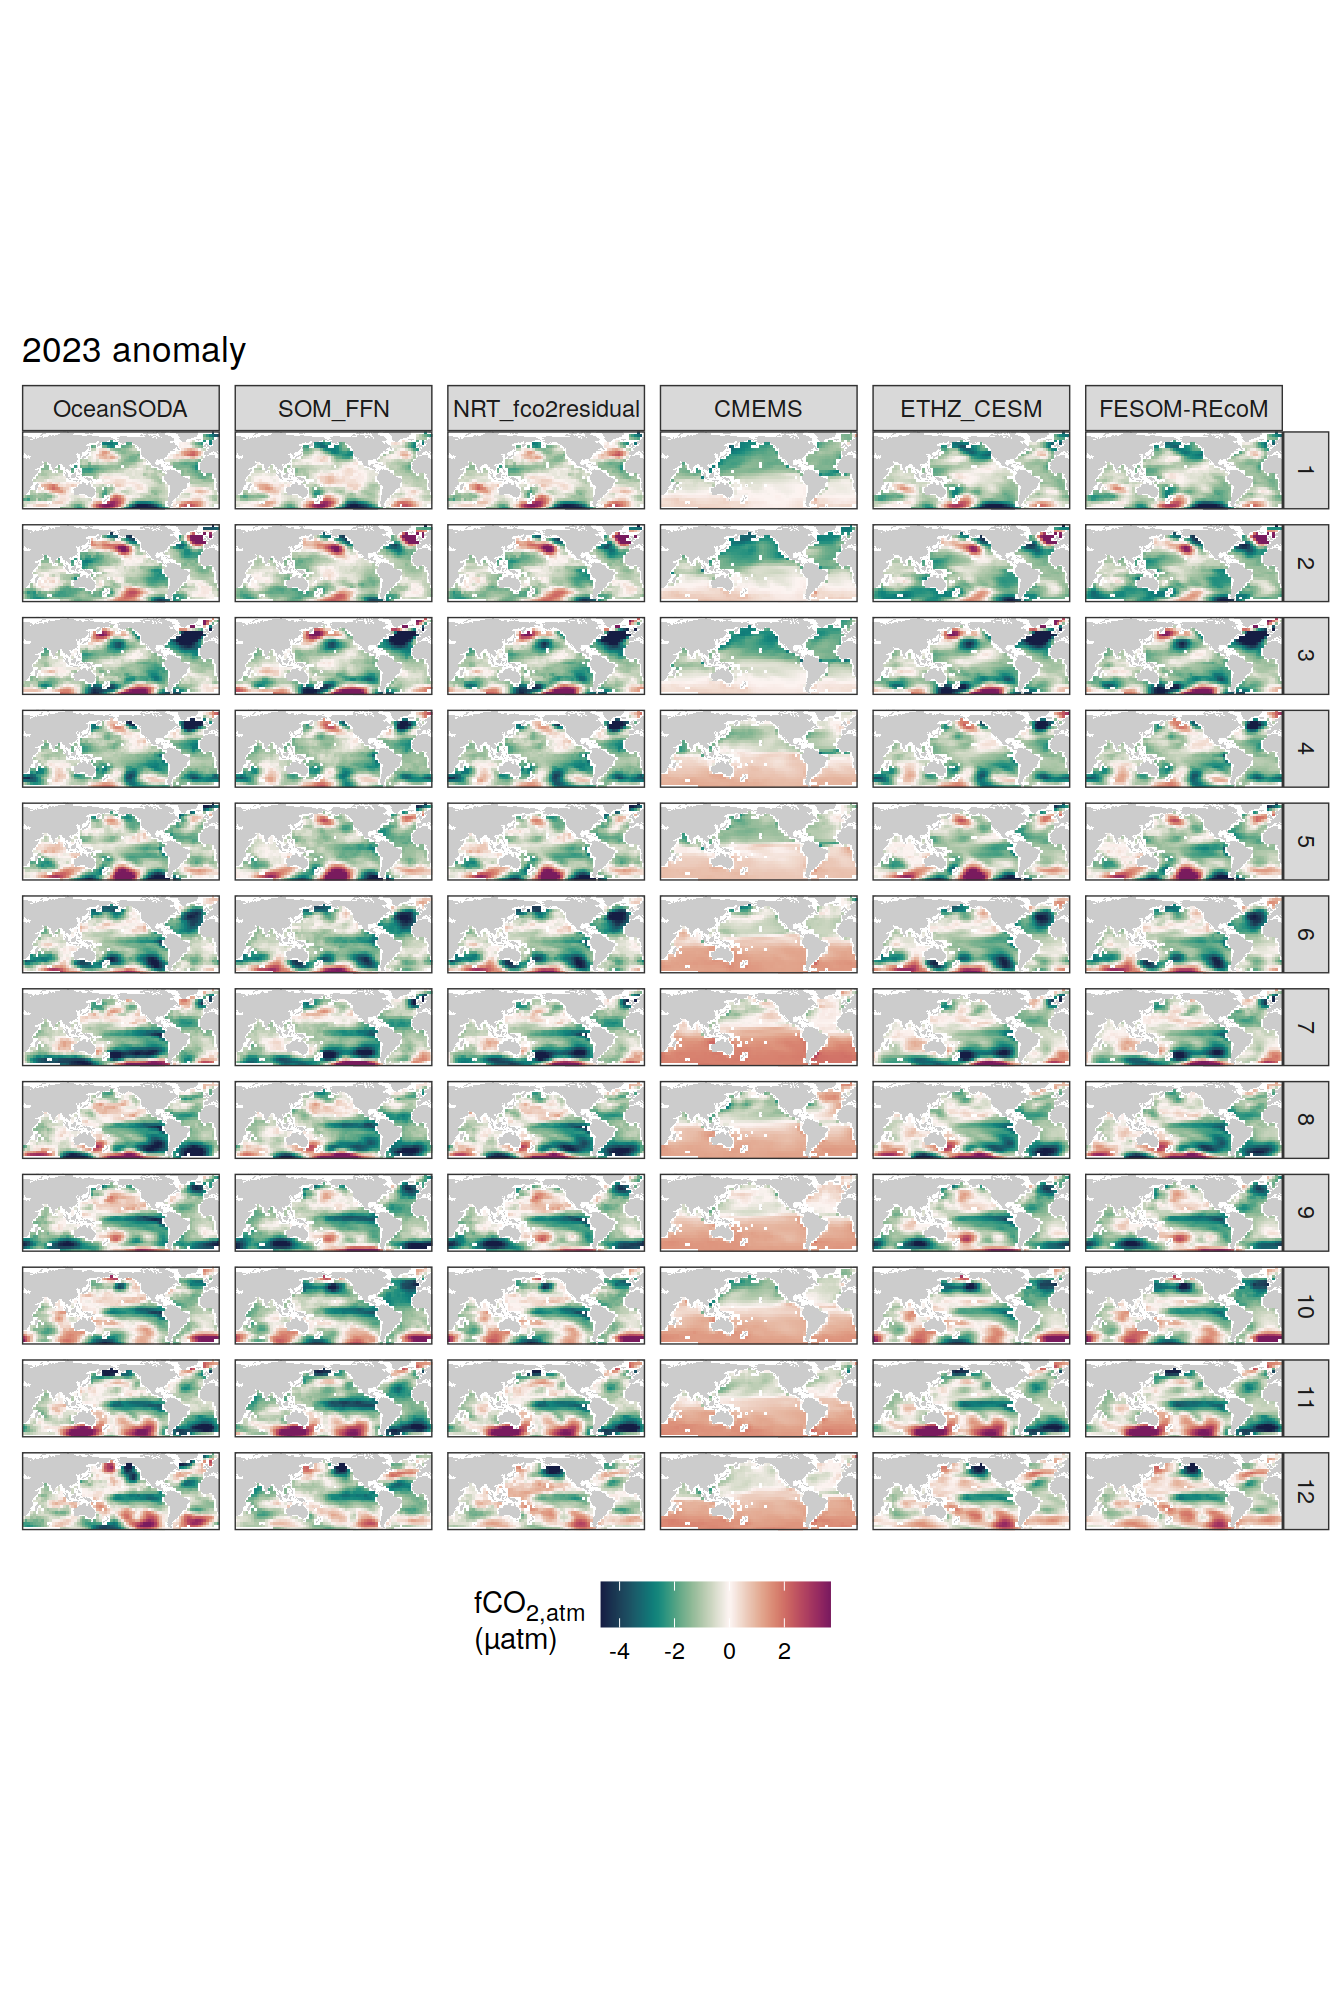 2023 anomaly
OceanSODA SOM_FFN NRT_fco2residual CMEMS ETHZ_CESM FESOM-REcoM
1
2
3
4
5
6
7
8
9
10
11
12
fCO2,atm
(µatm)
-4 -2 0 2